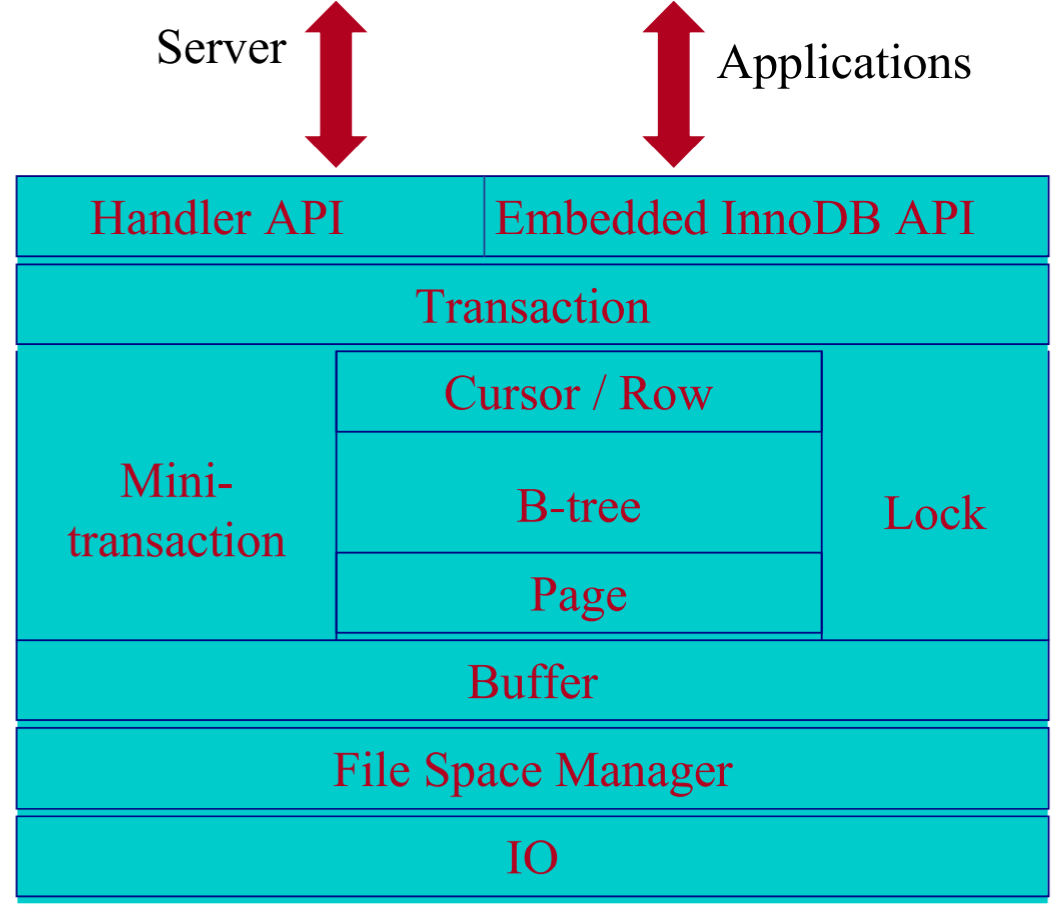 Server
Applications
Handler API
Embedded InnoDB API
Transaction
Cursor / Row
Mini-
transaction
B-tree
Lock
Page
Buffer
File Space Manager
IO